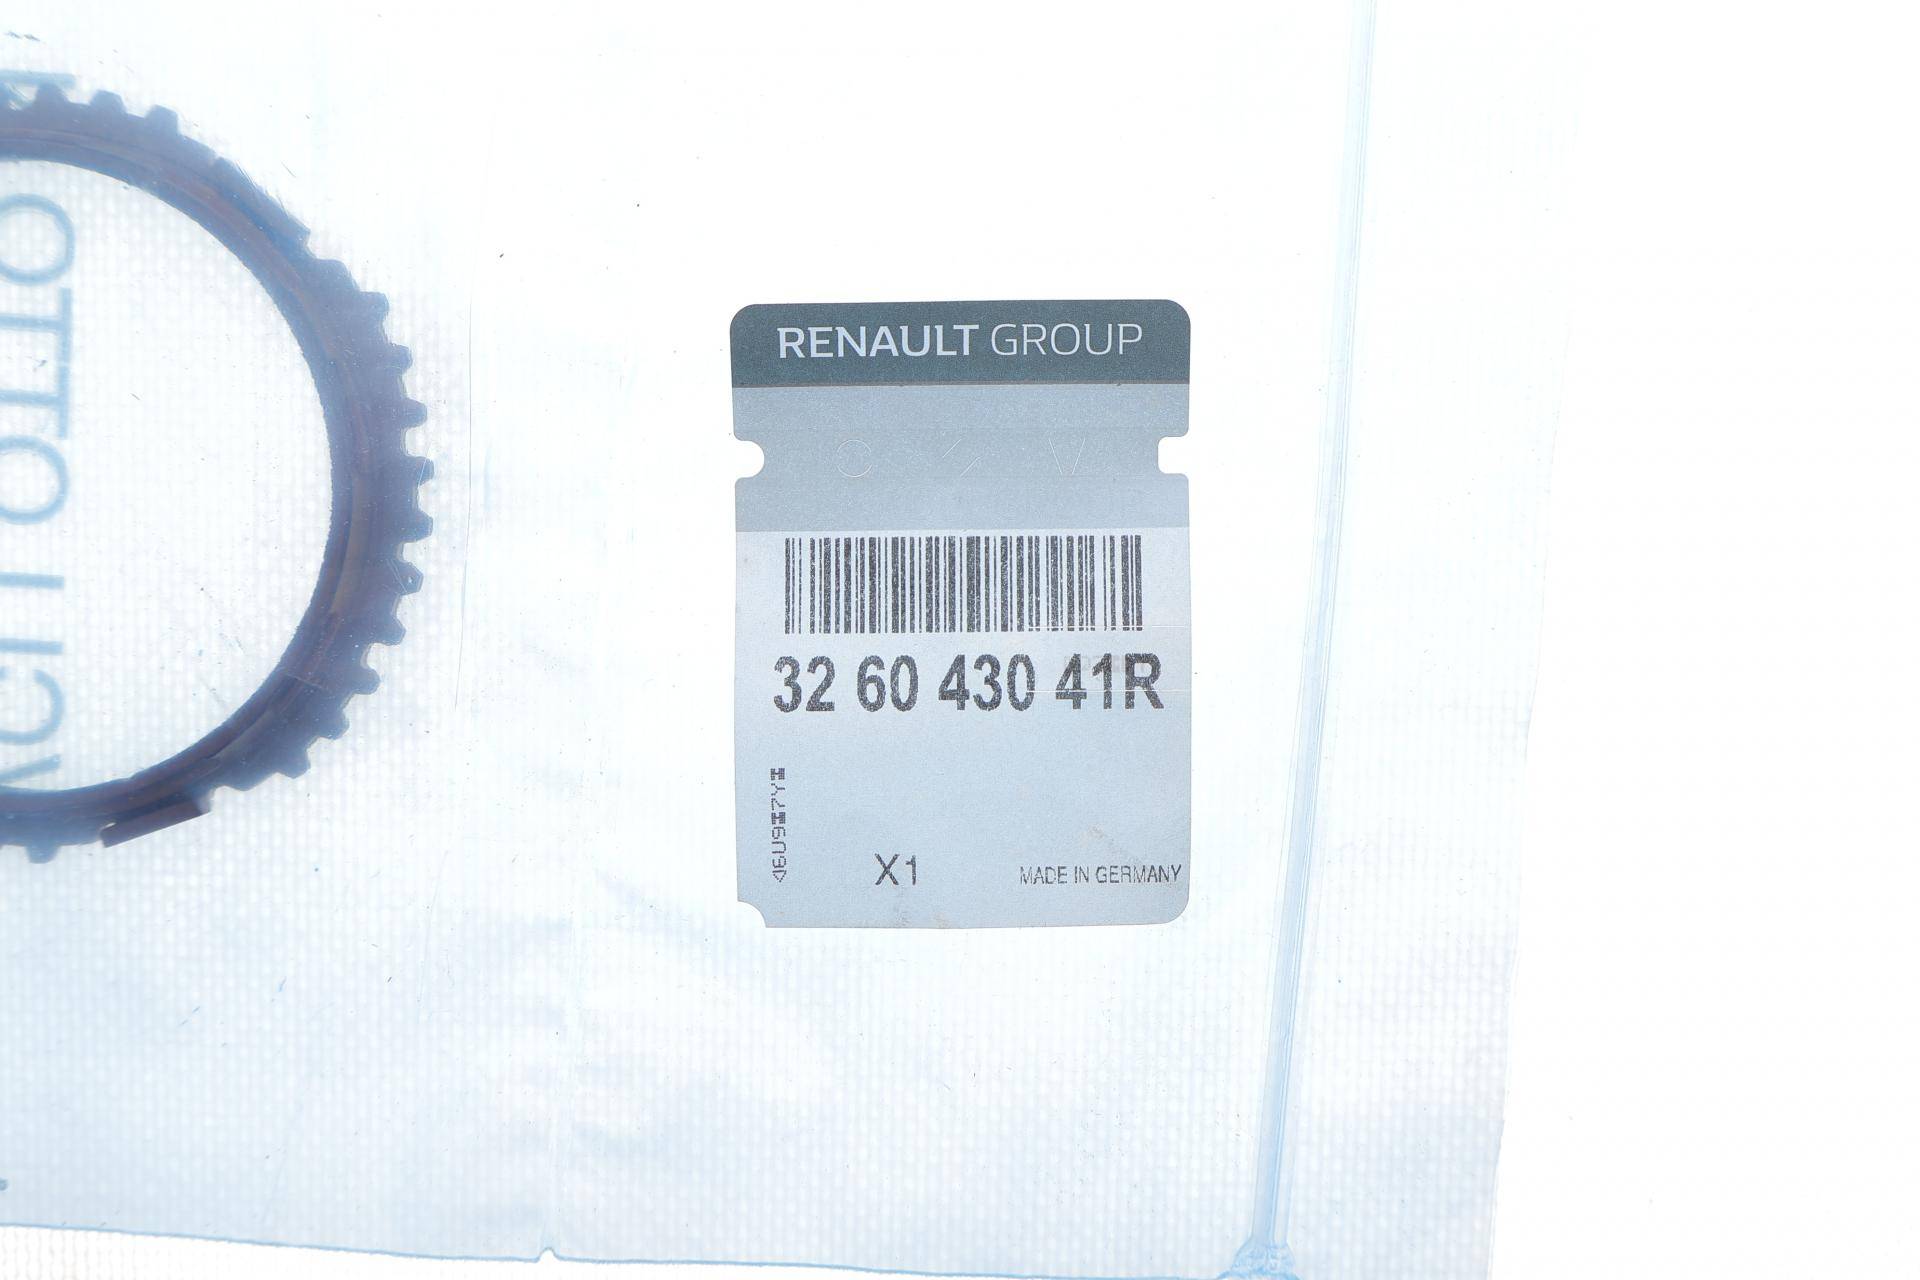 RENAULT GROUP
32 60 430 41R
X1
MADE IN GERMANY